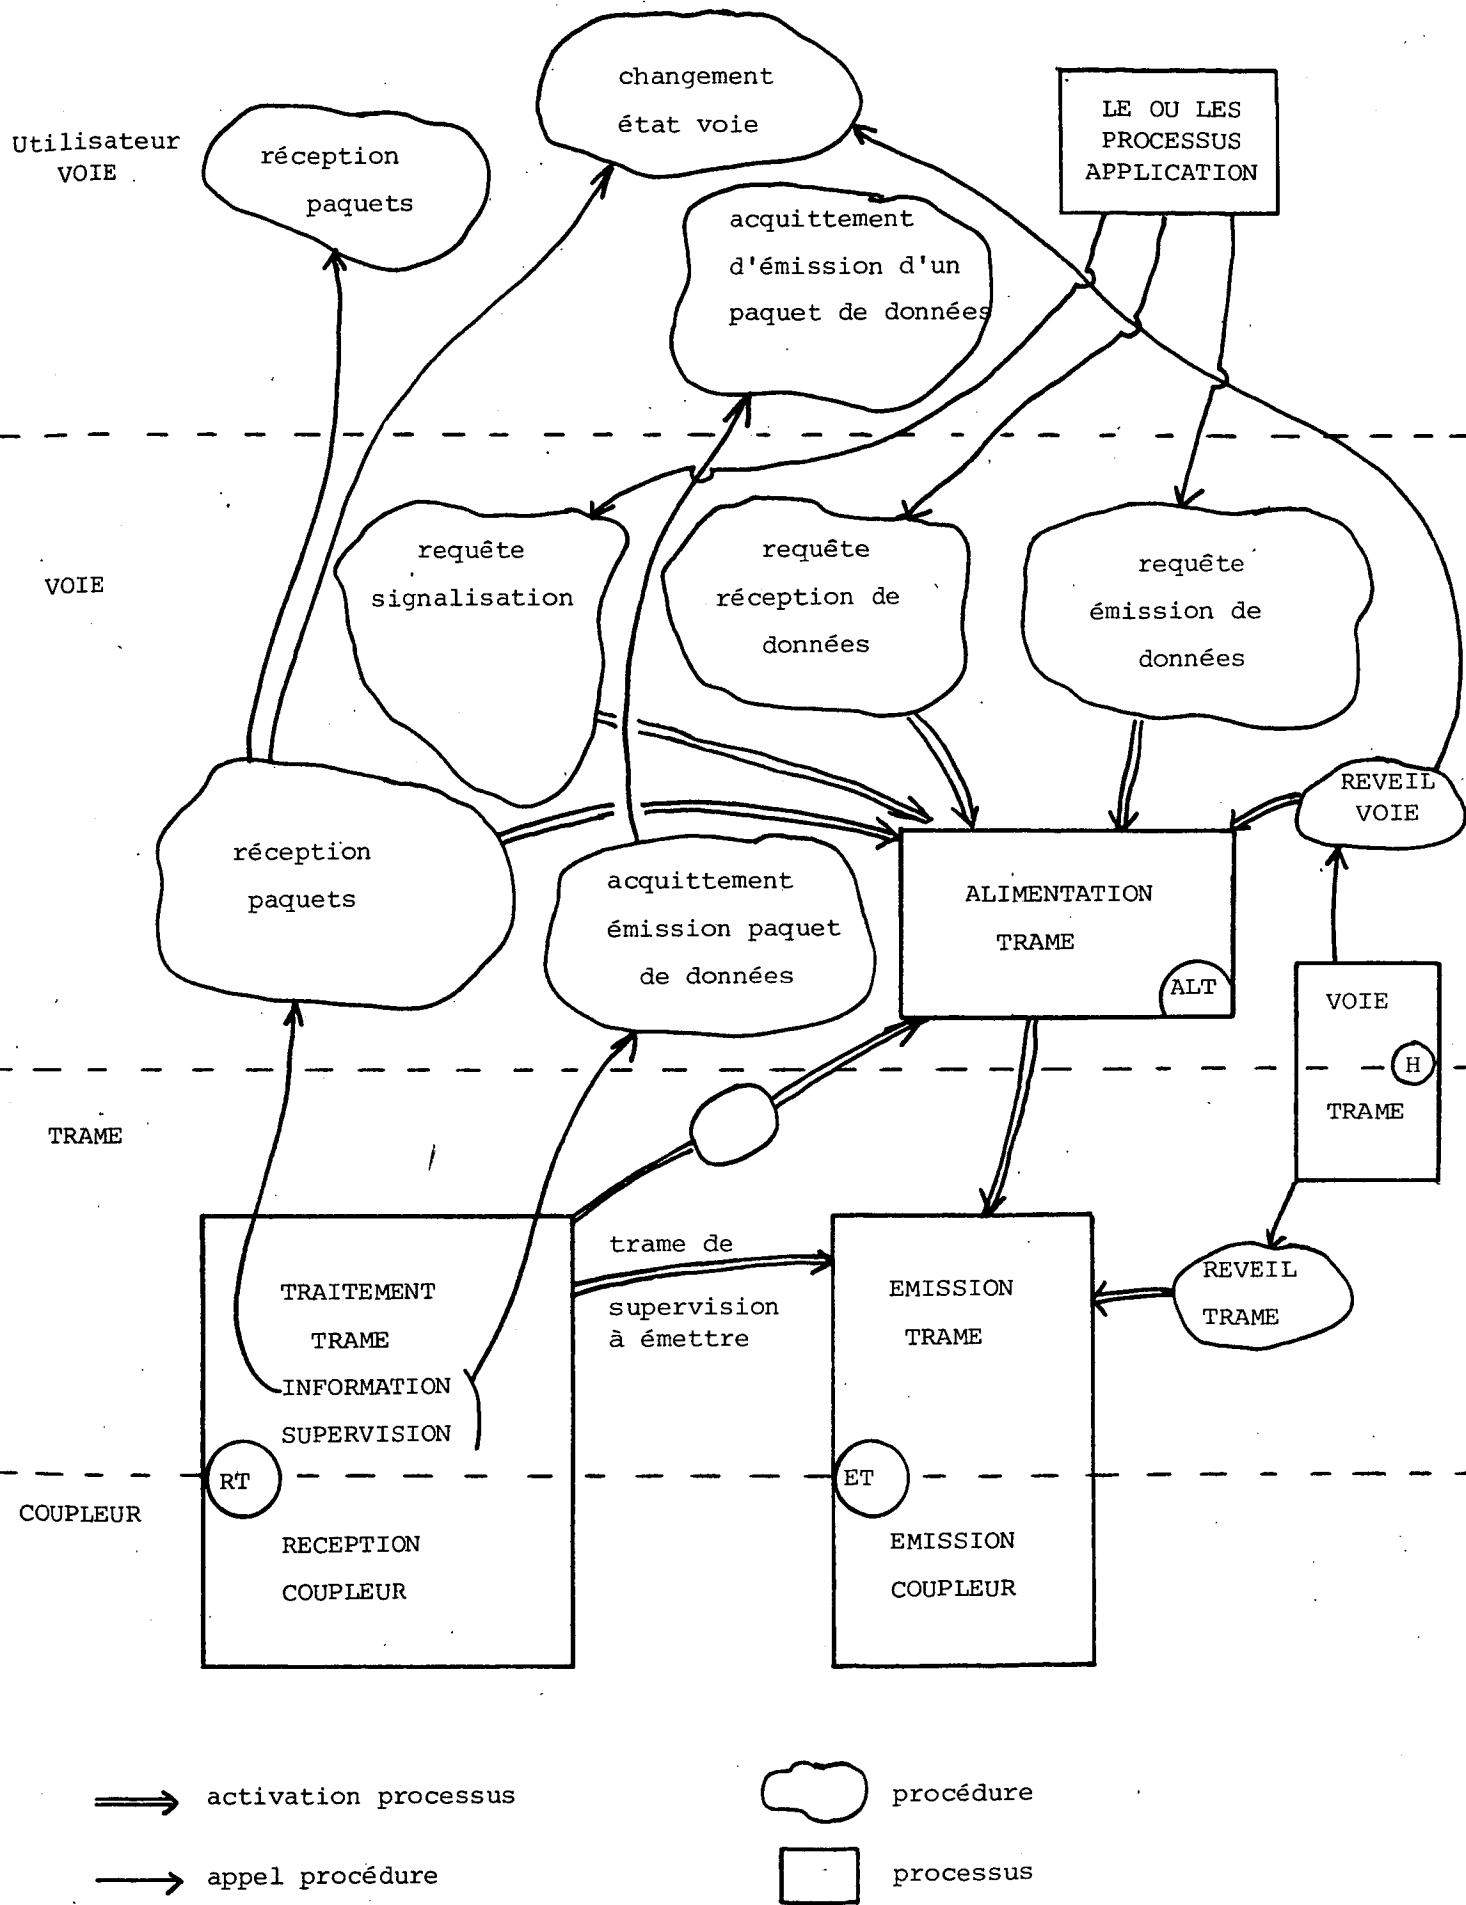 changement
état voie
LE OU LES
PROCESSUS
APPLICATION
Utilisateur
VOIE
réception
paquets
acquittement
d'émission d'un
paquet de données
VOIE
requête
signalisation
requête
réception de
données
requête
émission de
données
REVEIL
VOIE
réception
paquets
acquittement
émission paquet
de données
ALIMENTATION
TRAME
ALT
VOIE
H
TRAME
TRAME
trame de
supervision
à émettre
TRAITEMENT
TRAME
INFORMATION
SUPERVISION
EMISSION
TRAME
REVEIL
TRAME
RT
ET
COUPLEUR
RECEPTION
COUPLEUR
EMISSION
COUPLEUR
activation processus
procédure
appel procédure
processus